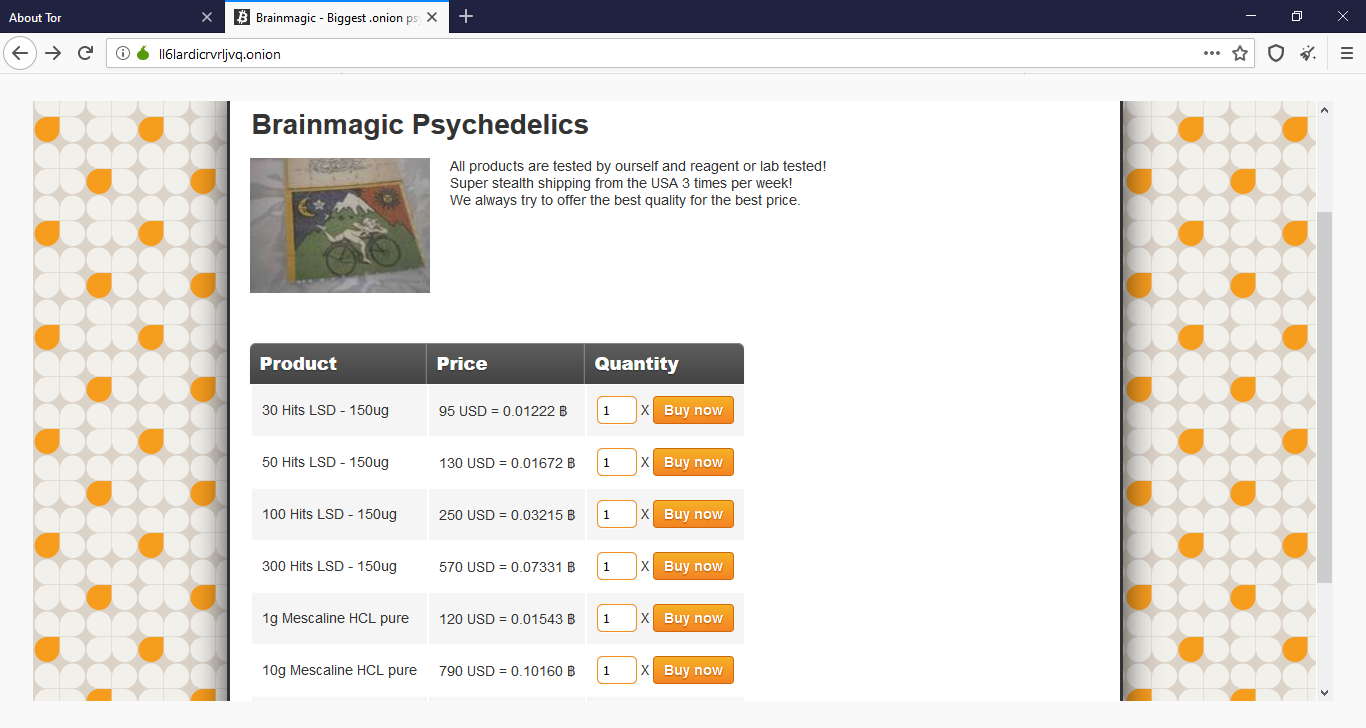 About Tor
Brainmagic - Biggest .onion ps
ll6lardicrvrljvq.onion
Brainmagic Psychedelics
All products are tested by ourself and reagent or lab tested!
Super stealth shipping from the USA 3 times per week!
We always try to offer the best quality for the best price.
Product Price Quantity
30 Hits LSD - 150ug 95 USD = 0.01222 ฿ 1 X Buy now
50 Hits LSD - 150ug 130 USD = 0.01672 ฿ 1 X Buy now
100 Hits LSD - 150ug 250 USD = 0.03215 ฿ 1 X Buy now
300 Hits LSD - 150ug 570 USD = 0.07331 ฿ 1 X Buy now
1g Mescaline HCL pure 120 USD = 0.01543 ฿ 1 X Buy now
10g Mescaline HCL pure 790 USD = 0.10160 ฿ 1 X Buy now